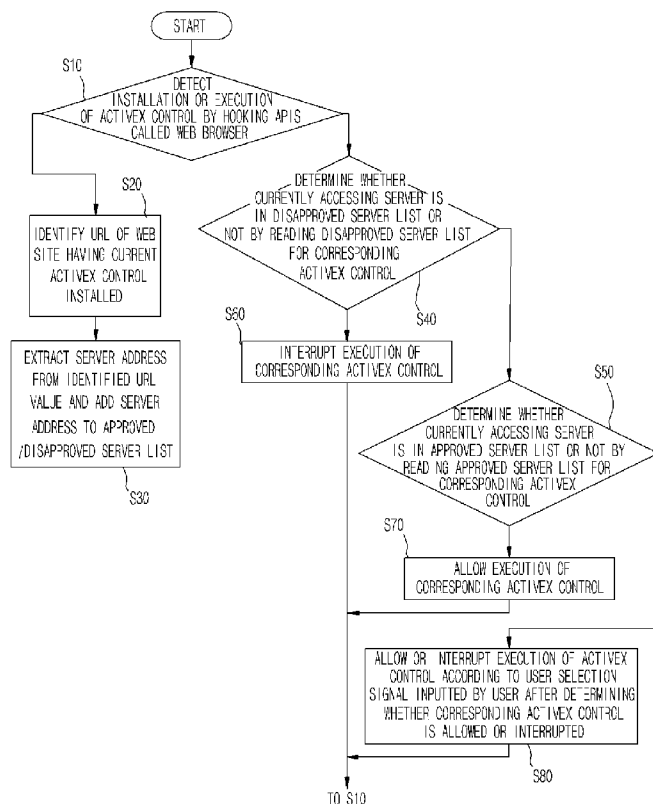 START
S10
DETECT
INSTALLATION OR EXECUTION
OF ACTIVEX CONTROL BY HOOKING APIS
CALLED WEB BROWSER
S20
IDENTIFY URL OF WEB
SITE HAVING CURRENT
ACTIVEX CONTROL
INSTALLED
EXTRACT SERVER ADDRESS
FROM IDENTIFIED URL
VALUE AND ADD SERVER
ADDRESS TO APPROVED
/DISAPPROVED SERVER LIST
S30
DETERMINE WHETHER
CURRENTLY ACCESSING SERVER IS
IN DISAPPROVED SERVER LIST OR
NOT BY READING DISAPPROVED SERVER LIST
FOR CORRESPONDING
ACTIVEX CONTROL
S40
S60
INTERRUPT EXECUTION OF
CORRESPONDING ACTIVEX CONTROL
S50
DETERMINE WHETHER
CURRENTLY ACCESSING SERVER
IS IN APPROVED SERVER LIST OR NOT BY
READ NG APPROVED SERVER LIST FOR
CORRESPONDING ACTIVEX
CONTROL
S70
ALLOW EXECUTION OF
CORRESPONDING ACTIVEX CONTROL
ALLOW OR INTERRUPT EXECUTION OF ACTIVEX
CONTROL ACCORDING TO USER SELECTION
SIGNAL INPUTTED BY USER AFTER DETERMINING
WHETHER CORRESPONDING ACTIVEX CONTROL
IS ALLOWED OR INTERRUPTED
S80
TO S10